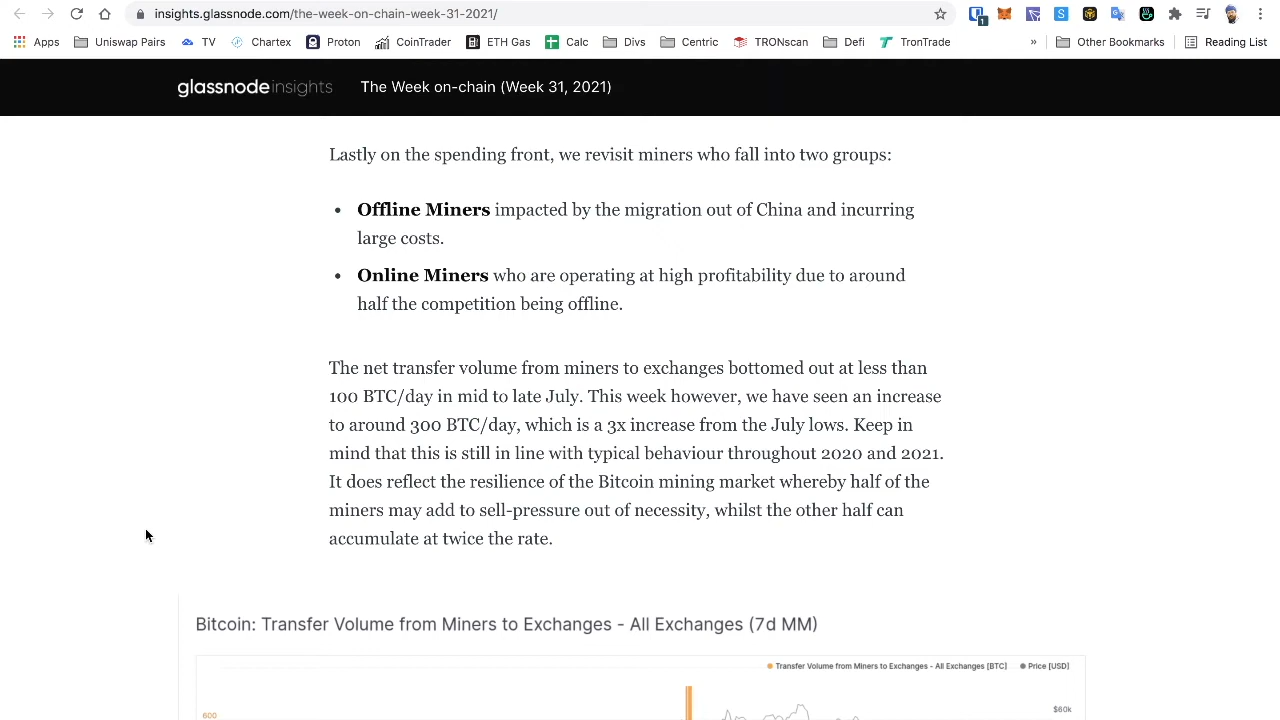 insights.glassnode.com/the-week-on-chain-week-31-2021/
1
Apps Uniswap Pairs TV Chartex Proton CoinTrader ETH Gas Calc Divs Centric TRONscan Defi TronTrade » Other Bookmarks Reading List
glassnode insights The Week on-chain (Week 31, 2021)
Lastly on the spending front, we revisit miners who fall into two groups:
• Offline Miners impacted by the migration out of China and incurring
large costs.
• Online Miners who are operating at high profitability due to around
half the competition being offline.
The net transfer volume from miners to exchanges bottomed out at less than
100 BTC/day in mid to late July. This week however, we have seen an increase
to around 300 BTC/day, which is a 3x increase from the July lows. Keep in
mind that this is still in line with typical behaviour throughout 2020 and 2021.
It does reflect the resilience of the Bitcoin mining market whereby half of the
miners may add to sell-pressure out of necessity, whilst the other half can
accumulate at twice the rate.
Bitcoin: Transfer Volume from Miners to Exchanges - All Exchanges (7d MM)
Transfer Volume from Miners to Exchanges - All Exchanges [BTC] Price [USD]
600 $60k